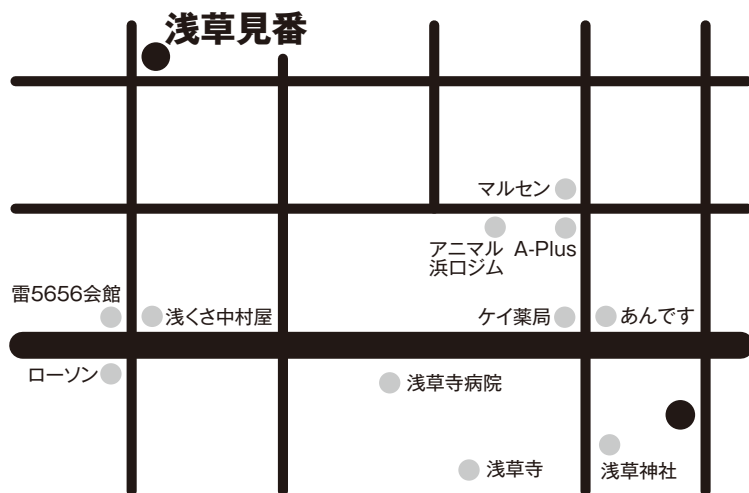 浅草見番
マルセン
アニマル
浜口ジム
A-Plus
雷5656会館
浅くさ中村屋
ケイ薬局
あんです
ローソン
浅草寺病院
浅草寺
浅草神社